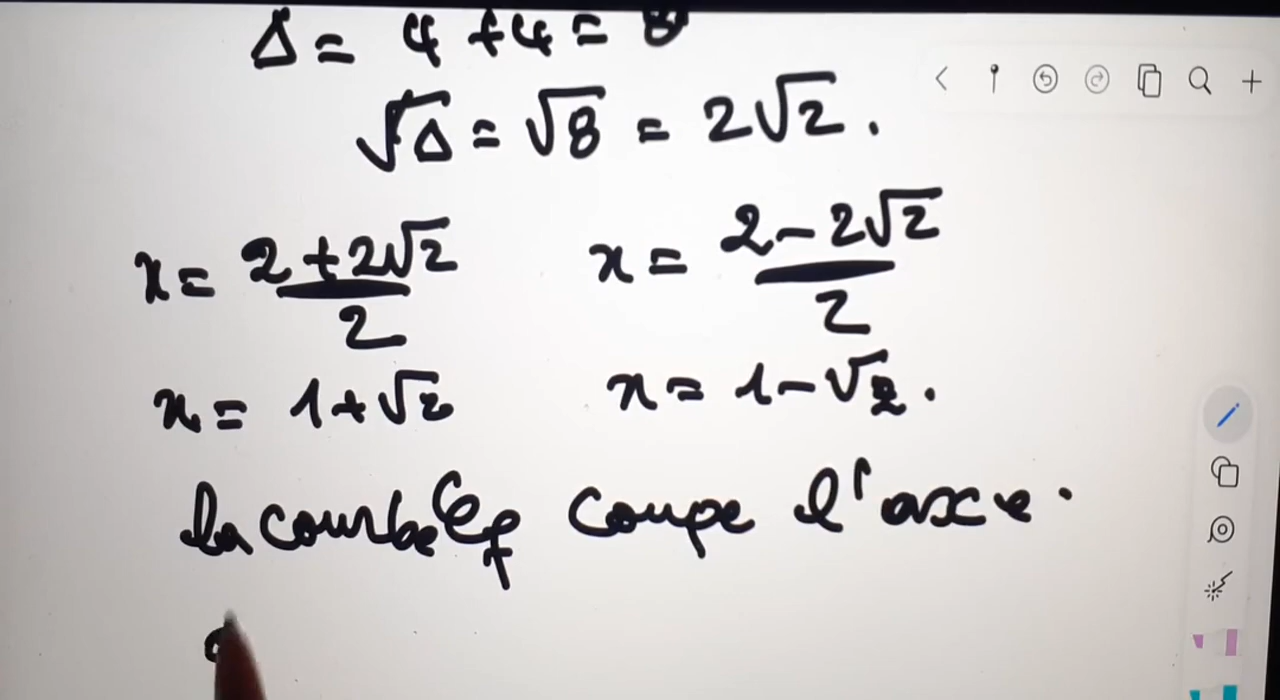 Δ = 4 + 4 = 8
√Δ = √8 = 2√2 .
x = (2 + 2√2)/2    x = (2 - 2√2)/2
x = 1 + √2    x = 1 - √2 .
la courbe Cf coupe l'axe .